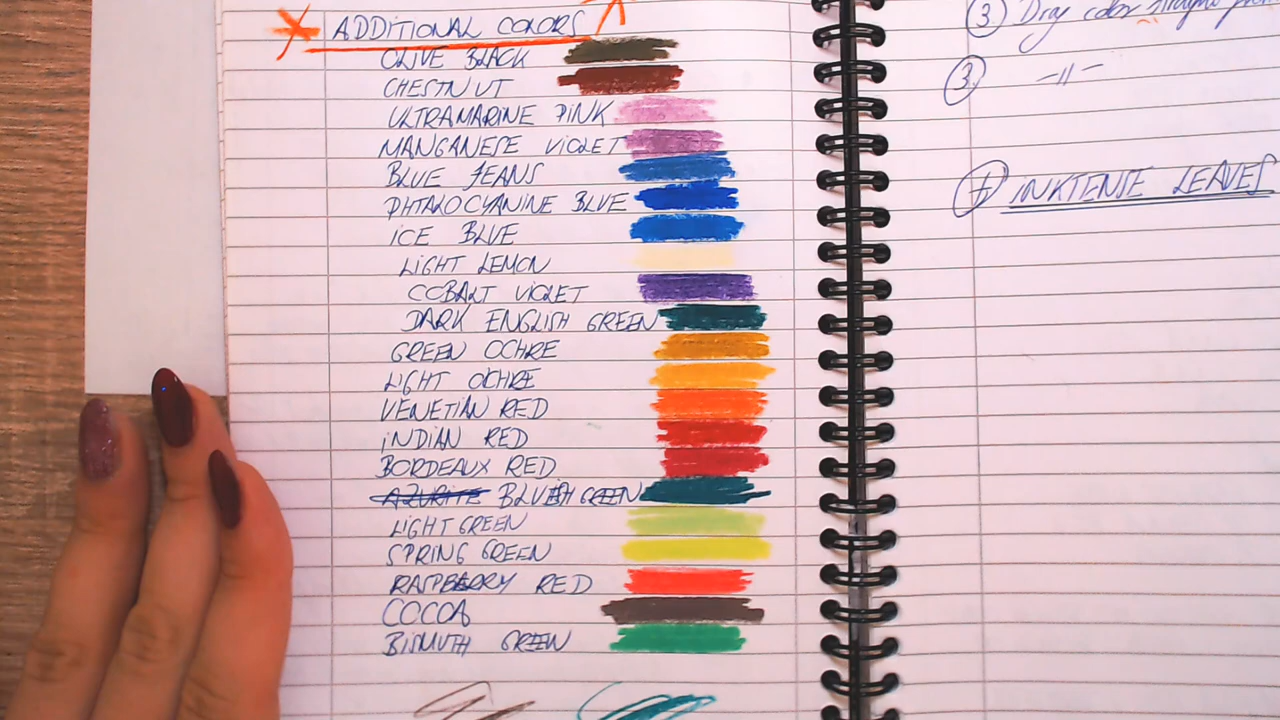 ADDITIONAL COLORS
OLIVE BLACK
CHESTNUT
ULTRAMARINE PINK
MANGANESE VIOLET
BLUE JEANS
PHTALOCYANINE BLUE
ICE BLUE
LIGHT LEMON
COBALT VIOLET
DARK ENGLISH GREEN
GREEN OCHRE
LIGHT OCHRE
VENETIAN RED
INDIAN RED
BORDEAUX RED
AZURITE BLUEISH GREEN
LIGHT GREEN
SPRING GREEN
RASPBERRY RED
COCOA
BISMUTH GREEN
3 Dry color
3 -11-
4 INKTENSE LEAVES